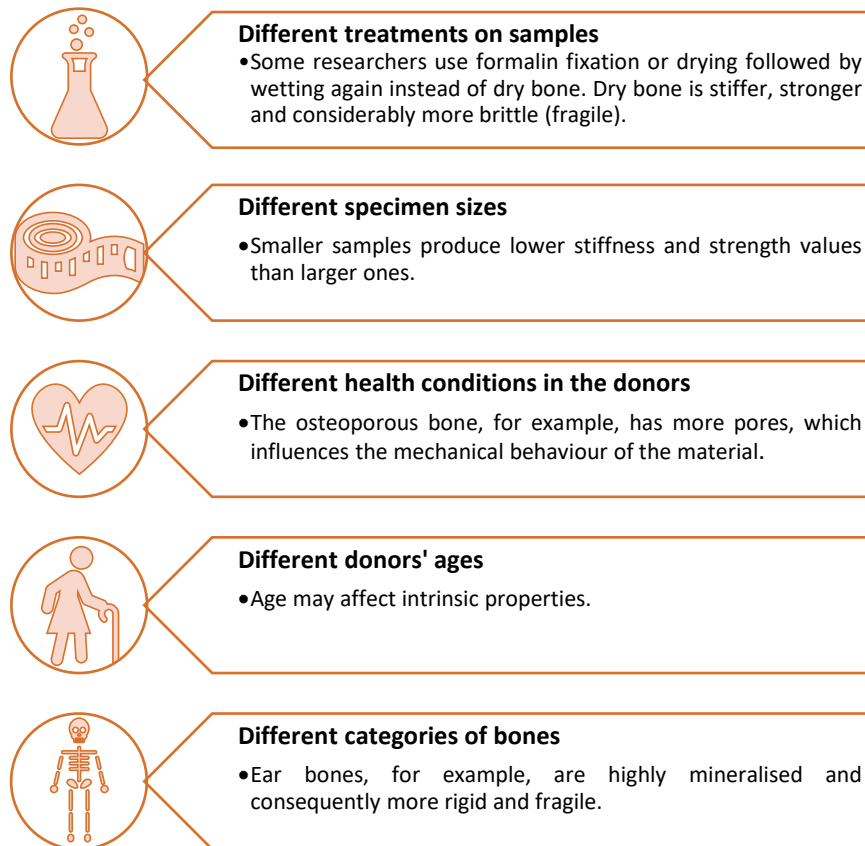 Different treatments on samples
•Some researchers use formalin fixation or drying followed by
wetting again instead of dry bone. Dry bone is stiffer, stronger
and considerably more brittle (fragile).
Different specimen sizes
•Smaller samples produce lower stiffness and strength values
than larger ones.
Different health conditions in the donors
•The osteoporous bone, for example, has more pores, which
influences the mechanical behaviour of the material.
Different donors' ages
•Age may affect intrinsic properties.
Different categories of bones
•Ear bones, for example, are highly mineralised and
consequently more rigid and fragile.